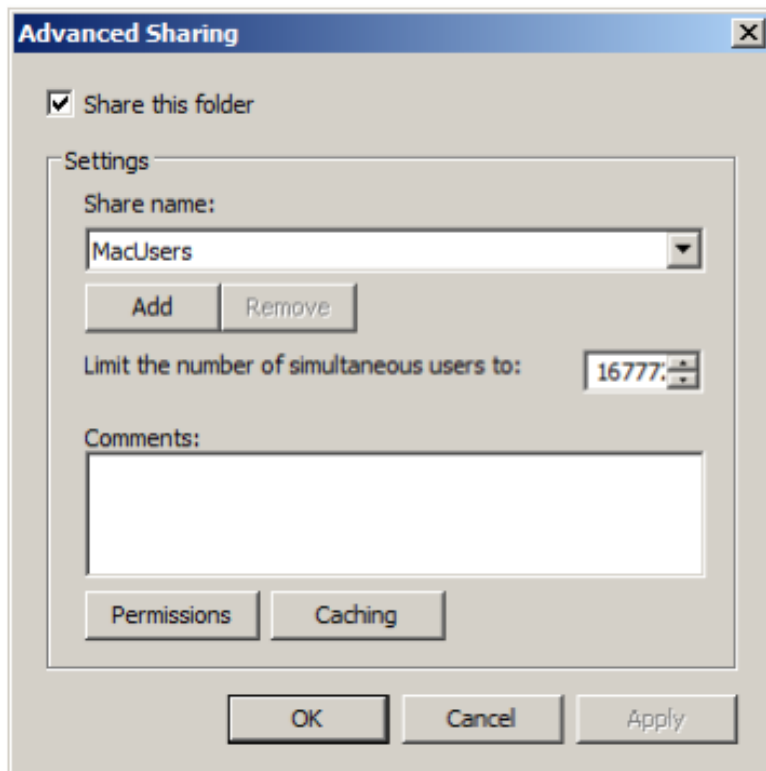 Advanced Sharing
Share this folder
Settings
Share name:
MacUsers
Add Remove
Limit the number of simultaneous users to: 16777
Comments:
Permissions Caching
OK Cancel Apply